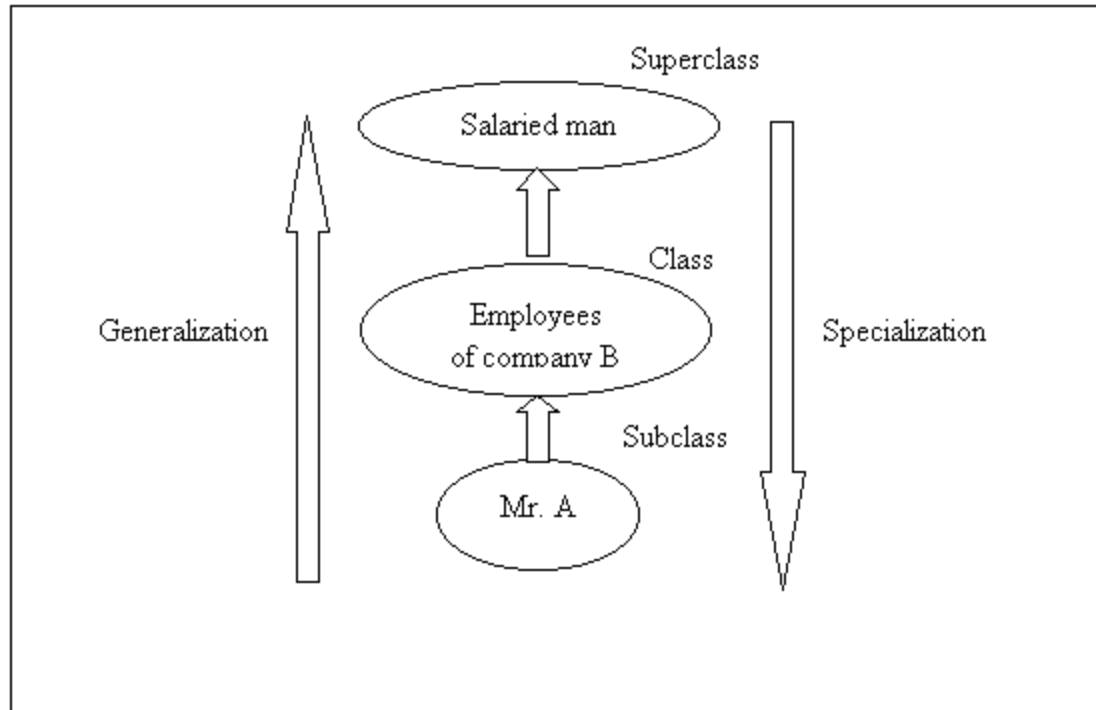 Superclass
Salaried man
Class
Employees
of company B
Generalization
Specialization
Subclass
Mr. A